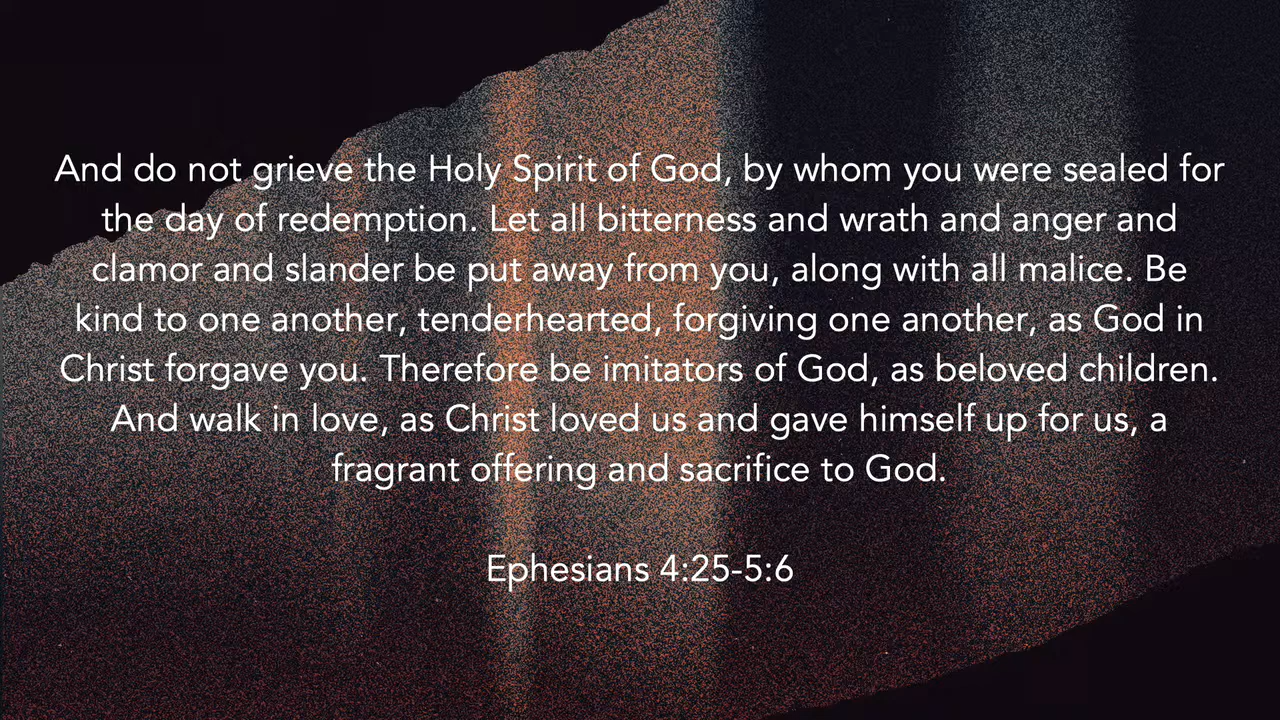 And do not grieve the Holy Spirit of God, by whom you were sealed for
the day of redemption. Let all bitterness and wrath and anger and
clamor and slander be put away from you, along with all malice. Be
kind to one another, tenderhearted, forgiving one another, as God in
Christ forgave you. Therefore be imitators of God, as beloved children.
And walk in love, as Christ loved us and gave himself up for us, a
fragrant offering and sacrifice to God.
Ephesians 4:25-5:6